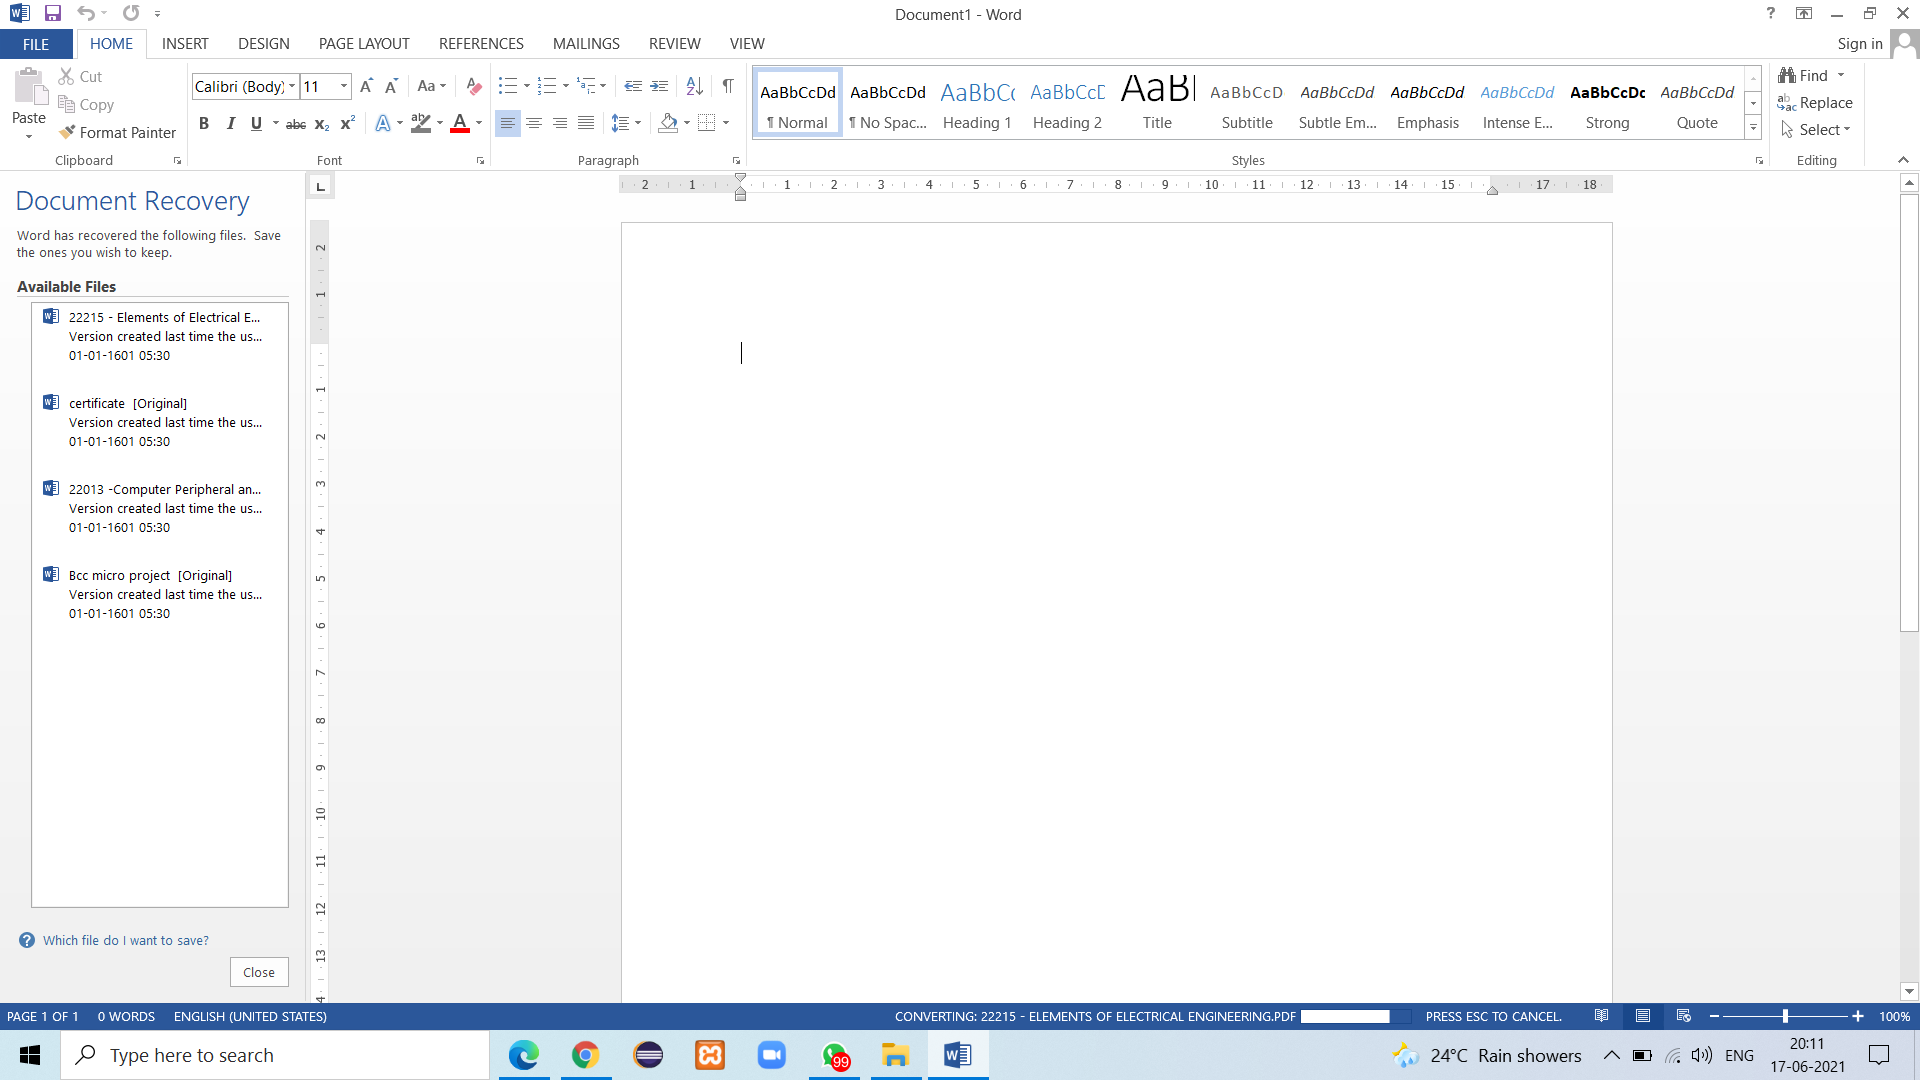 Document1 - Word
?
FILE
HOME
INSERT
DESIGN
PAGE LAYOUT
REFERENCES
MAILINGS
REVIEW
VIEW
Sign in
Paste
Cut
Copy
Format Painter
Clipboard
Calibri (Body)
11
Aa
B I U abc x₂ x²
Font
Paragraph
AaBbCcDd
¶ Normal
AaBbCcDd
¶ No Spac...
AaBbCc
Heading 1
AaBbCcD
Heading 2
AaBb
Title
AaBbCcD
Subtitle
AaBbCcDd
Subtle Em...
AaBbCcDd
Emphasis
AaBbCcDd
Intense E...
AaBbCcDd
Strong
AaBbCcDd
Quote
Styles
Find
Replace
Select
Editing
Document Recovery
Word has recovered the following files. Save
the ones you wish to keep.
Available Files
22215 - Elements of Electrical E...
Version created last time the us...
01-01-1601 05:30
certificate [Original]
Version created last time the us...
01-01-1601 05:30
22013 -Computer Peripheral an...
Version created last time the us...
01-01-1601 05:30
Bcc micro project [Original]
Version created last time the us...
01-01-1601 05:30
Which file do I want to save?
Close
2 1 1 2 3 4 5 6 7 8 9 10 11 12 13 14 15 17 18
2 1 1 2 3 4 5 6 7 8 9 10 11 12 13
PAGE 1 OF 1
0 WORDS
ENGLISH (UNITED STATES)
CONVERTING: 22215 - ELEMENTS OF ELECTRICAL ENGINEERING.PDF
PRESS ESC TO CANCEL.
100%
Type here to search
99
24°C Rain showers
ENG
20:11
17-06-2021